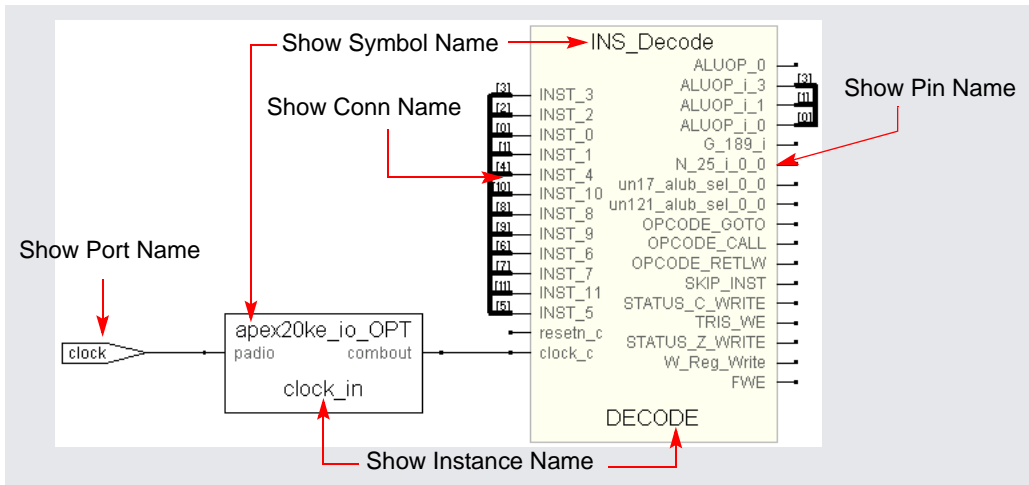 Show Symbol Name
INS_Decode
Show Conn Name
Show Pin Name
[3]
[2]
[0]
[1]
[4]
[10]
[8]
[9]
[6]
[7]
[11]
[5]
INST_3
INST_2
INST_0
INST_1
INST_4
INST_10
INST_8
INST_9
INST_6
INST_7
INST_11
INST_5
resetn_c
clock_c
ALUOP_0
ALUOP_i_3
ALUOP_i_1
ALUOP_i_0
G_189_i
N_25_i_0_0
un17_alub_sel_0_0
un121_alub_sel_0_0
OPCODE_GOTO
OPCODE_CALL
OPCODE_RETLW
SKIP_INST
STATUS_C_WRITE
TRIS_WE
STATUS_Z_WRITE
W_Reg_Write
FWE
[3]
[1]
[0]
DECODE
Show Port Name
clock
apex20ke_io_OPT
padio combout
clock_in
Show Instance Name